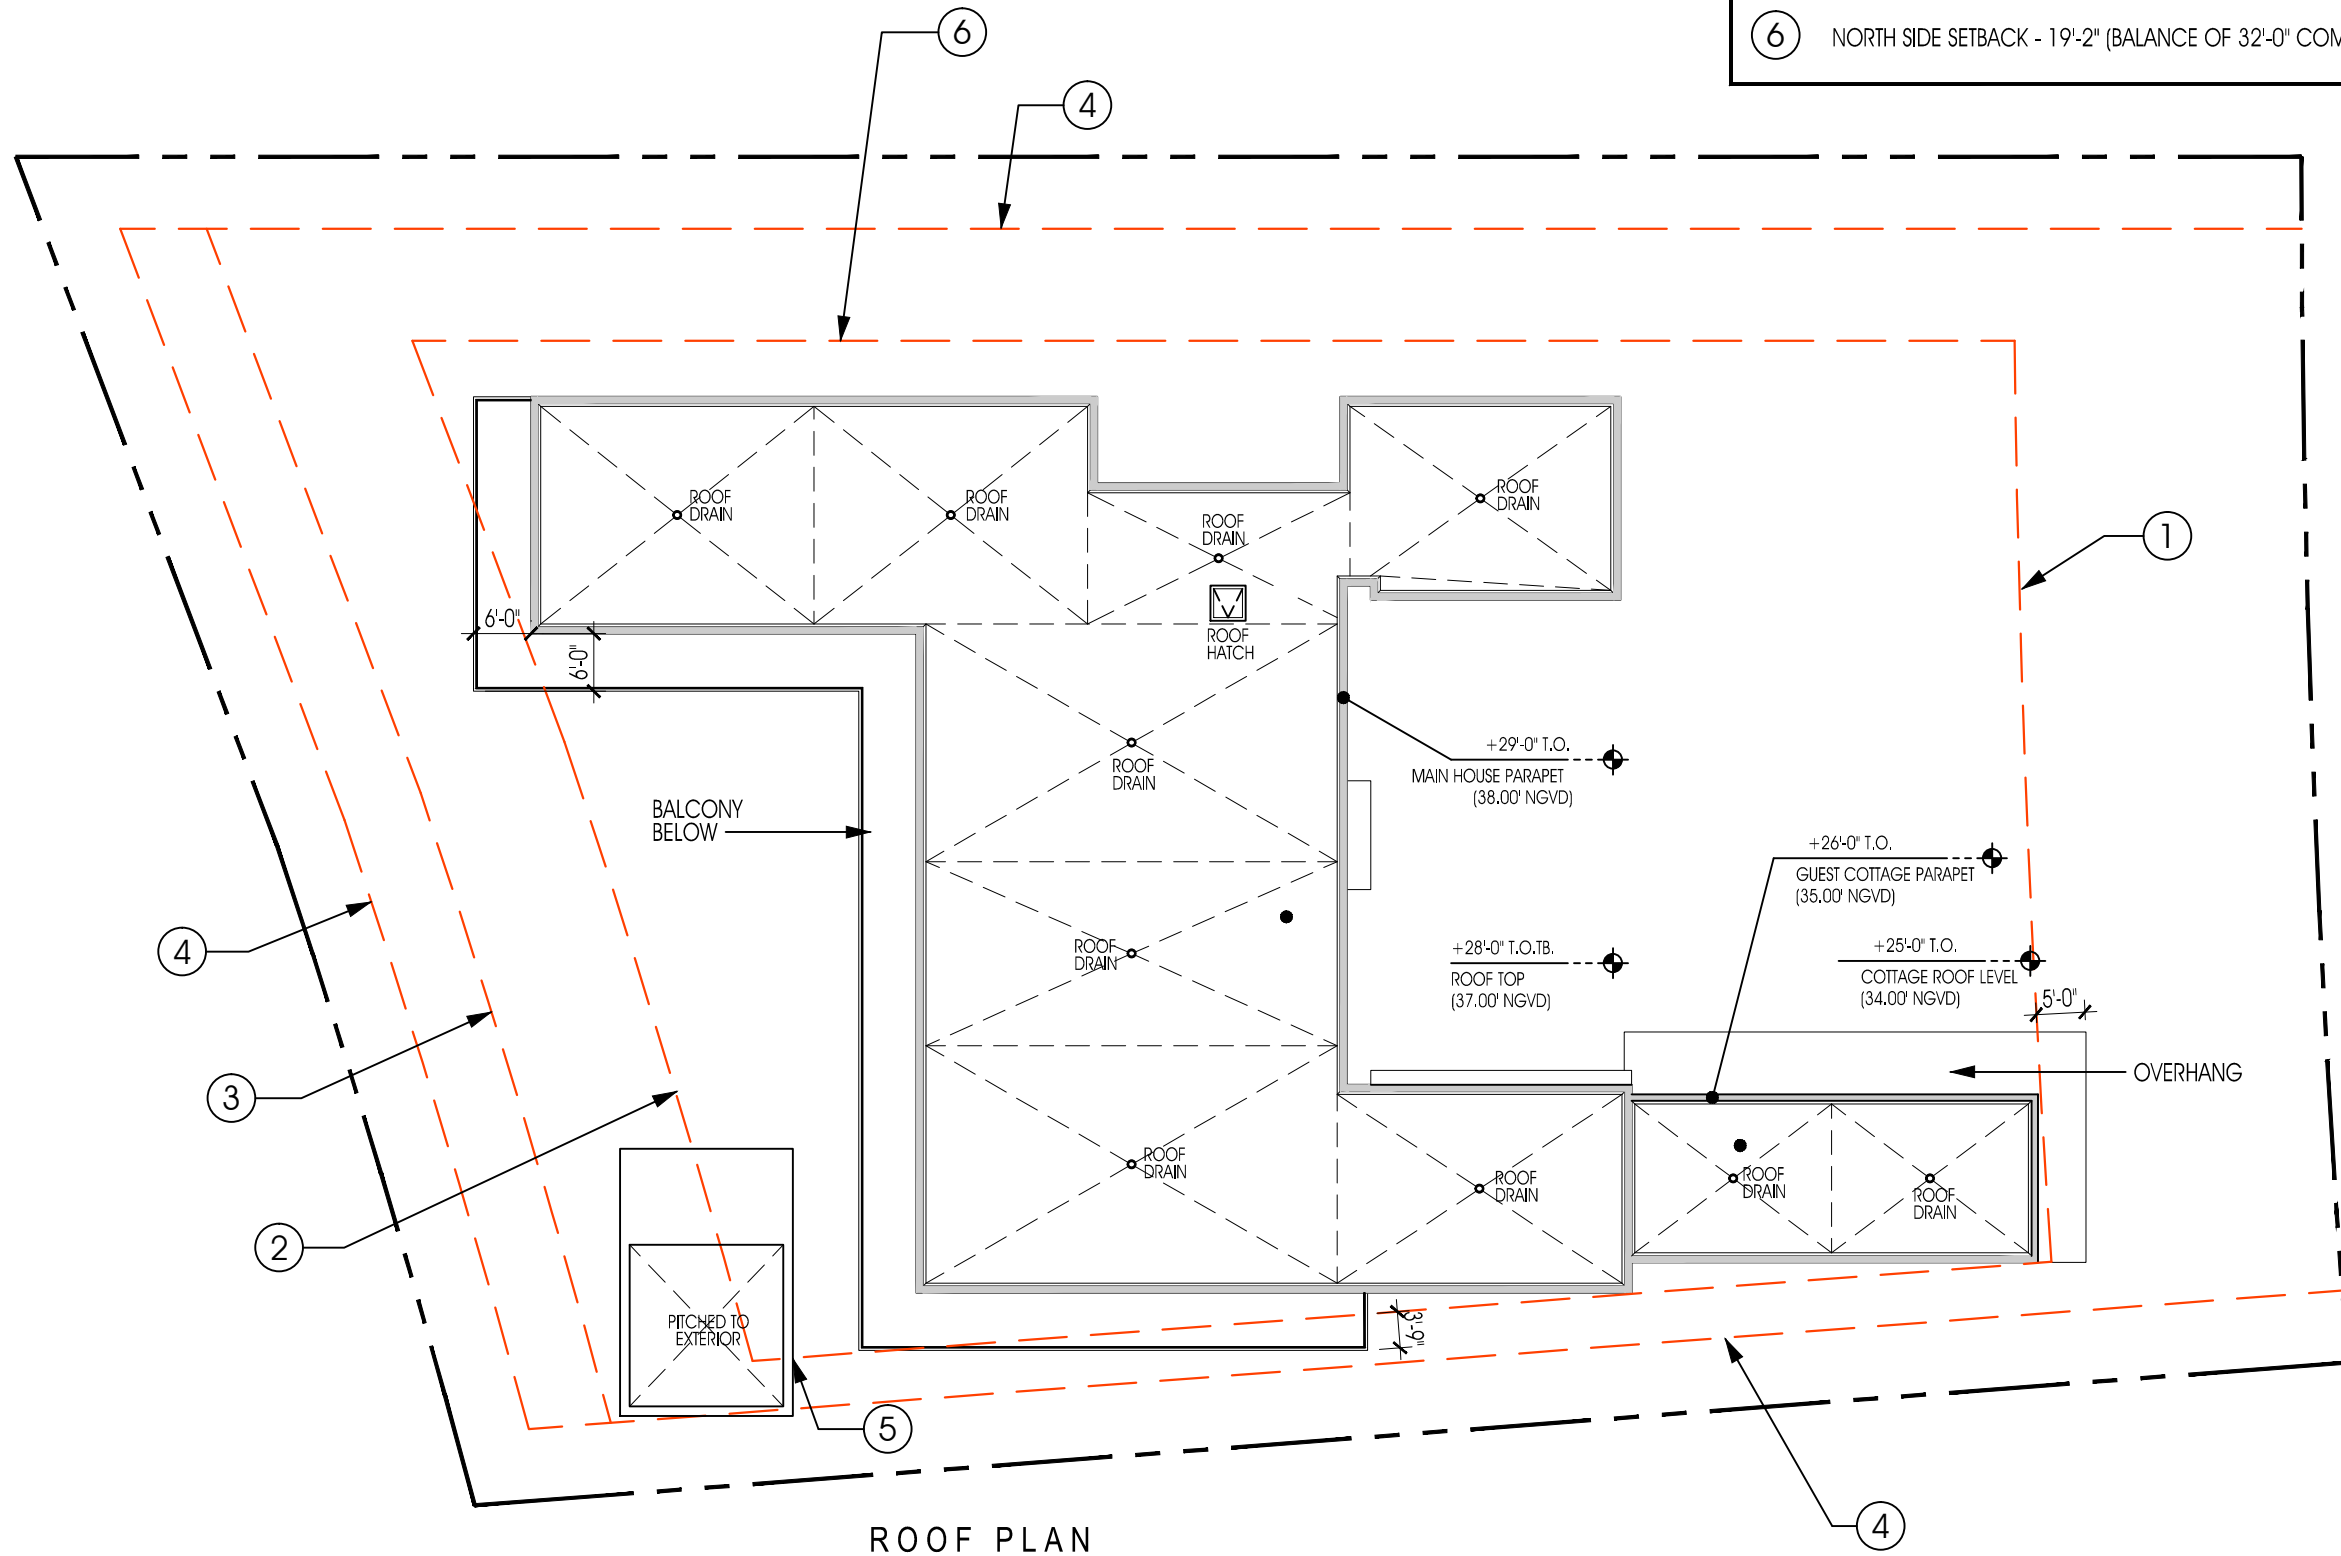 6
6 NORTH SIDE SETBACK - 19'-2" (BALANCE OF 32'-0"
4
ROOF
DRAIN
ROOF
DRAIN
ROOF
DRAIN
ROOF
DRAIN
1
6'-0"
6'-0"
ROOF
HATCH
+29'-0" T.O.
MAIN HOUSE PARAPET
(38.00' NGVD)
ROOF
DRAIN
BALCONY
BELOW
+26'-0" T.O.
GUEST COTTAGE PARAPET
(35.00' NGVD)
4
ROOF
DRAIN
+28'-0" T.O.TB.
ROOF TOP
(37.00' NGVD)
+25'-0" T.O.
COTTAGE ROOF LEVEL
(34.00' NGVD)
5'-0"
3
OVERHANG
ROOF
DRAIN
ROOF
DRAIN
ROOF
DRAIN
ROOF
DRAIN
2
PITCHED TO
EXTERIOR
3'-9"
5
4
ROOF PLAN